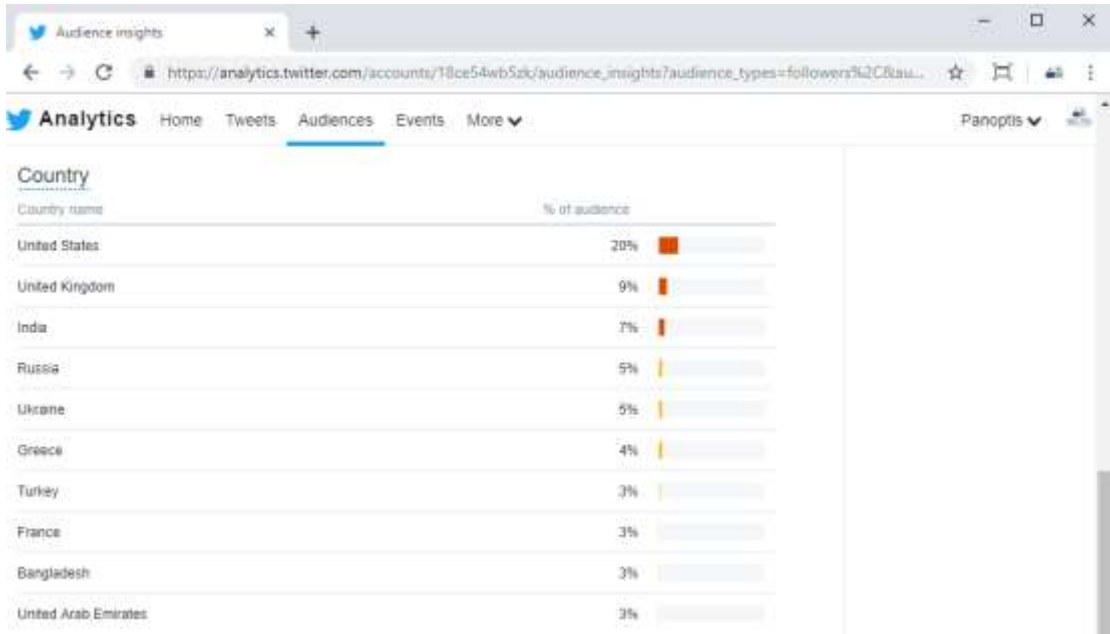 Audience insights
https://analytics.twitter.com/accounts/18ce54wb5zk/audience_insights?audience_types=followers%2C&au...
Analytics Home Tweets Audiences Events More Panoptis
Country
Country name % of audience
United States 20%
United Kingdom 9%
India 7%
Russia 5%
Ukraine 5%
Greece 4%
Turkey 3%
France 3%
Bangladesh 3%
United Arab Emirates 3%